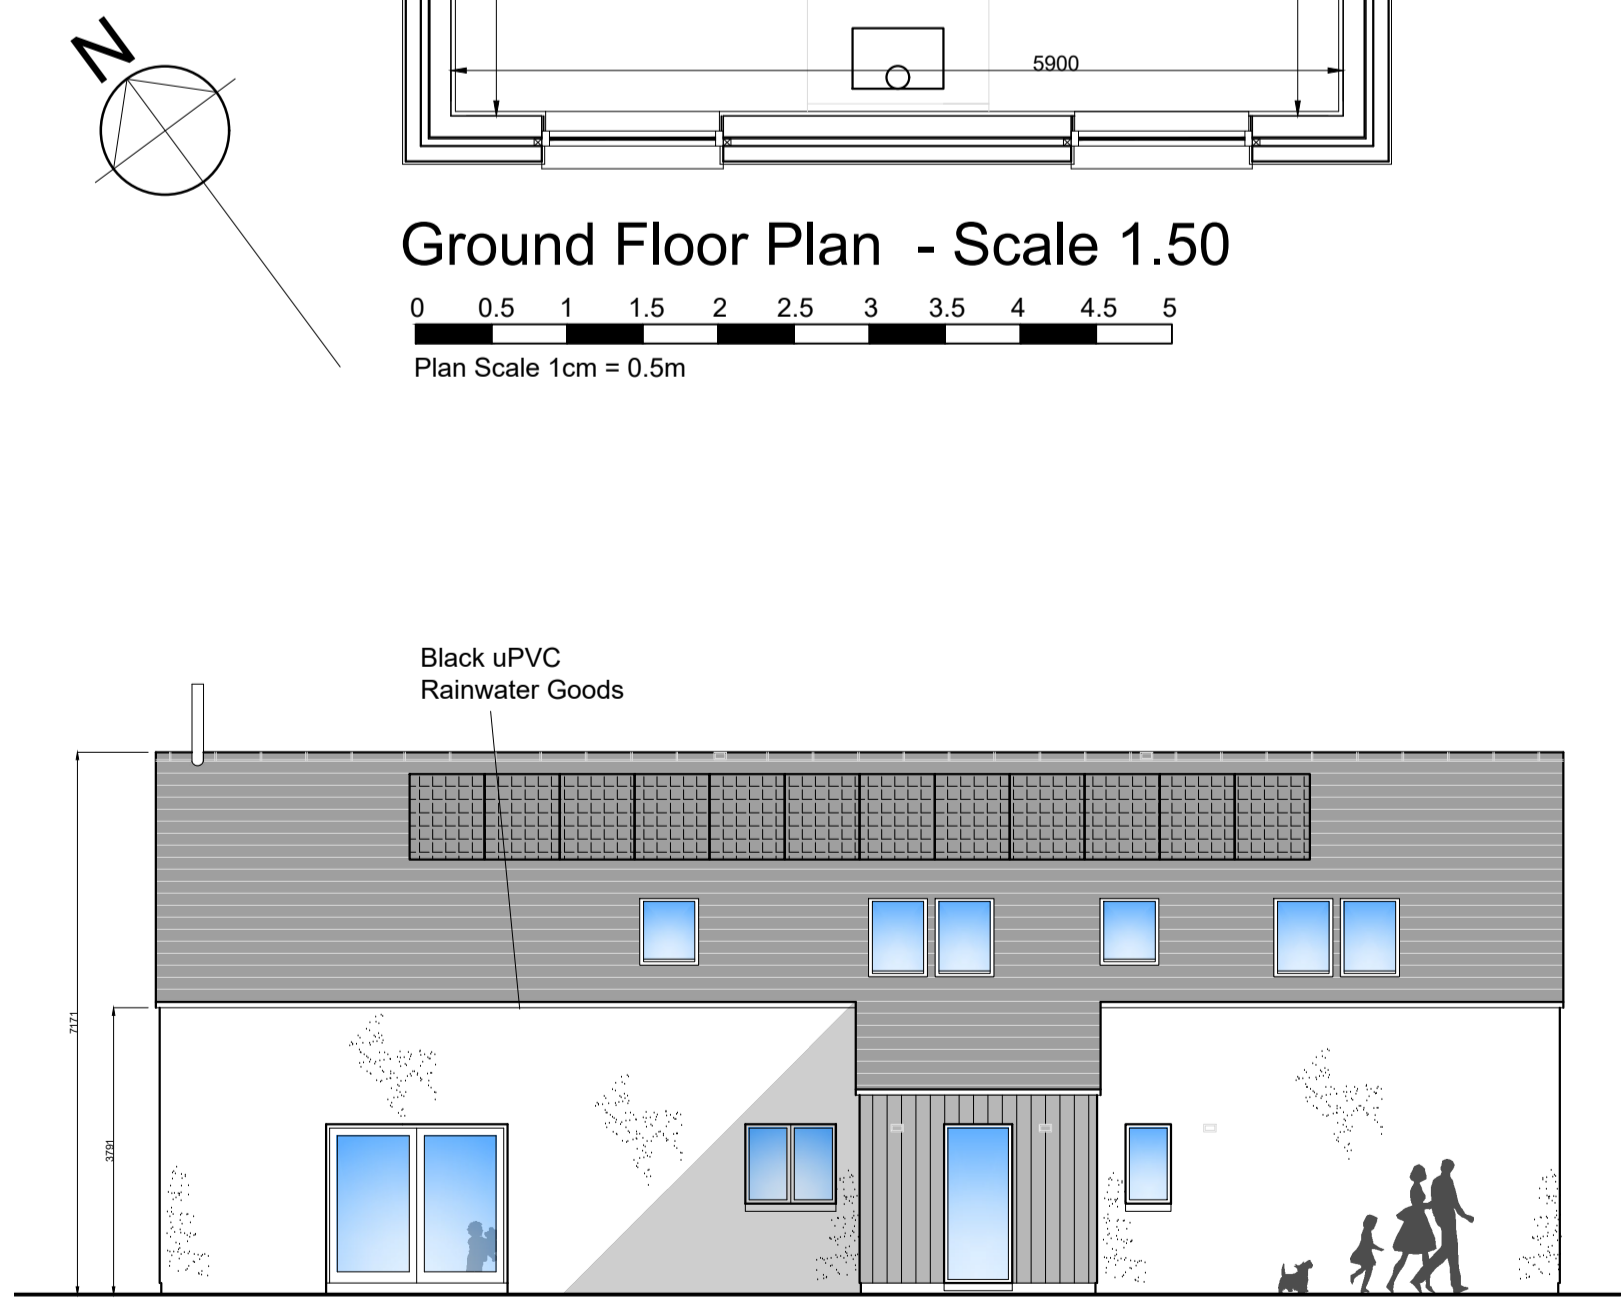 N
5900
Ground Floor Plan - Scale 1.50
0 0.5 1 1.5 2 2.5 3 3.5 4 4.5 5
Plan Scale 1cm = 0.5m
Black uPVC
Rainwater Goods
7171
3791